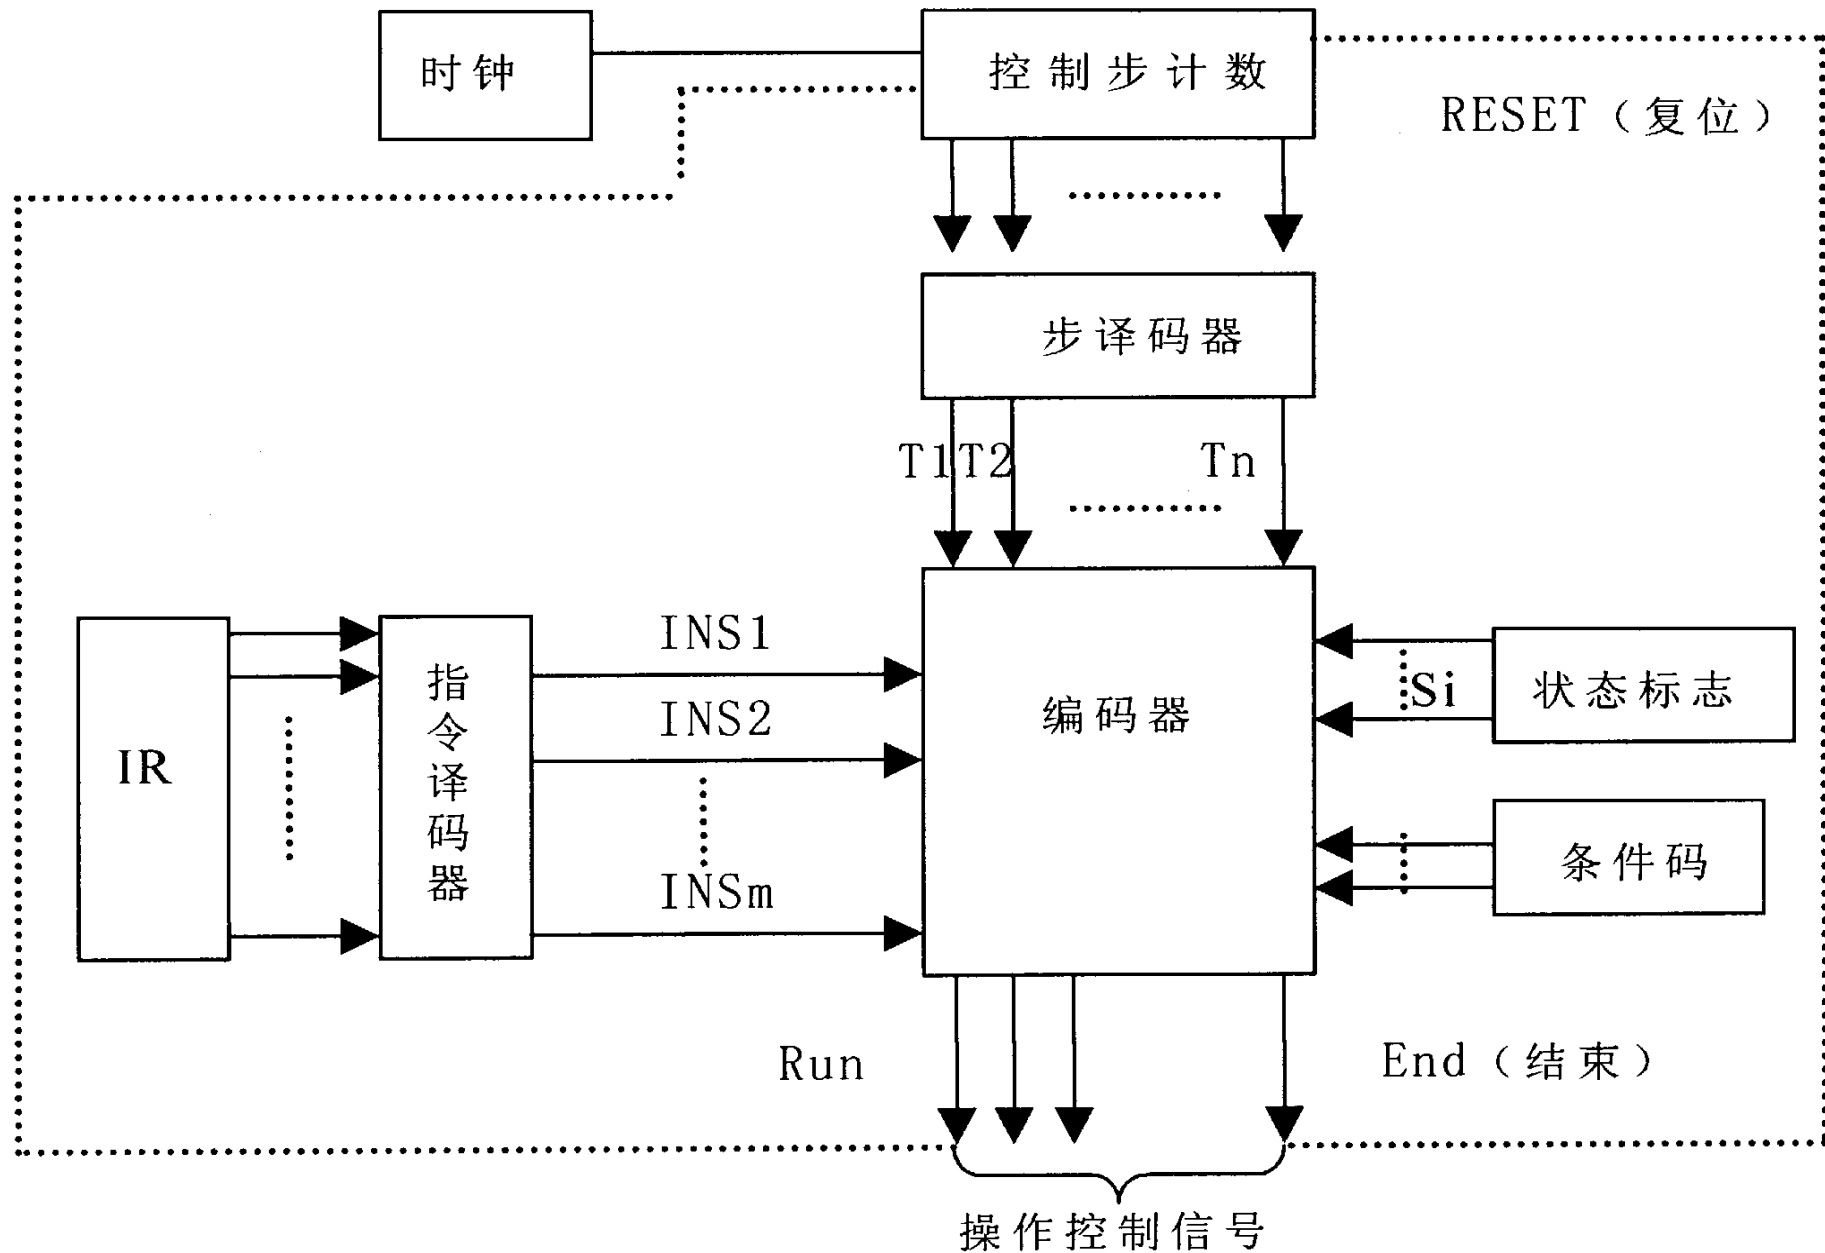 时钟
控制步计数
RESET（复位）
步译码器
T1T2
Tn
IR
指令译码器
INS1
INS2
INSm
编码器
Si
状态标志
条件码
Run
End（结束）
操作控制信号